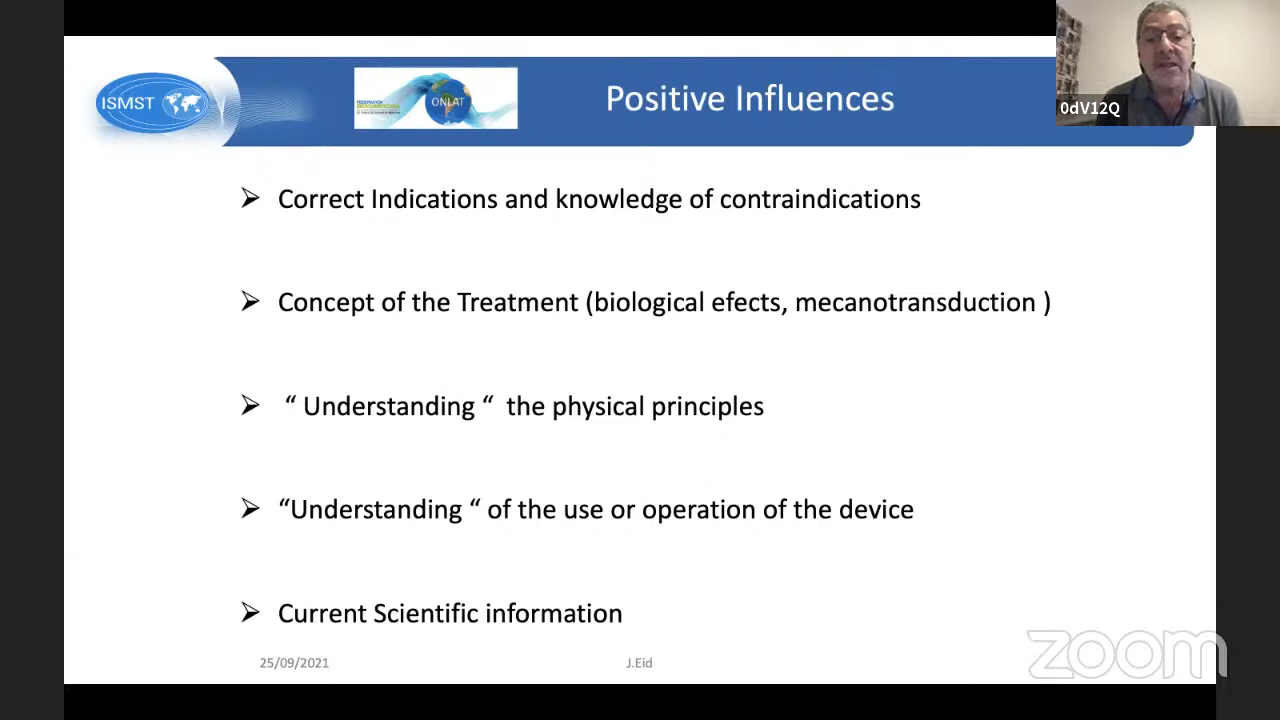 ISMST
ONLAT
Positive Influences
0dV12Q
➢ Correct Indications and knowledge of contraindications
➢ Concept of the Treatment (biological efects, mecanotransduction )
➢ “ Understanding “ the physical principles
➢ “Understanding “ of the use or operation of the device
➢ Current Scientific information
25/09/2021
J.Eid
zoom